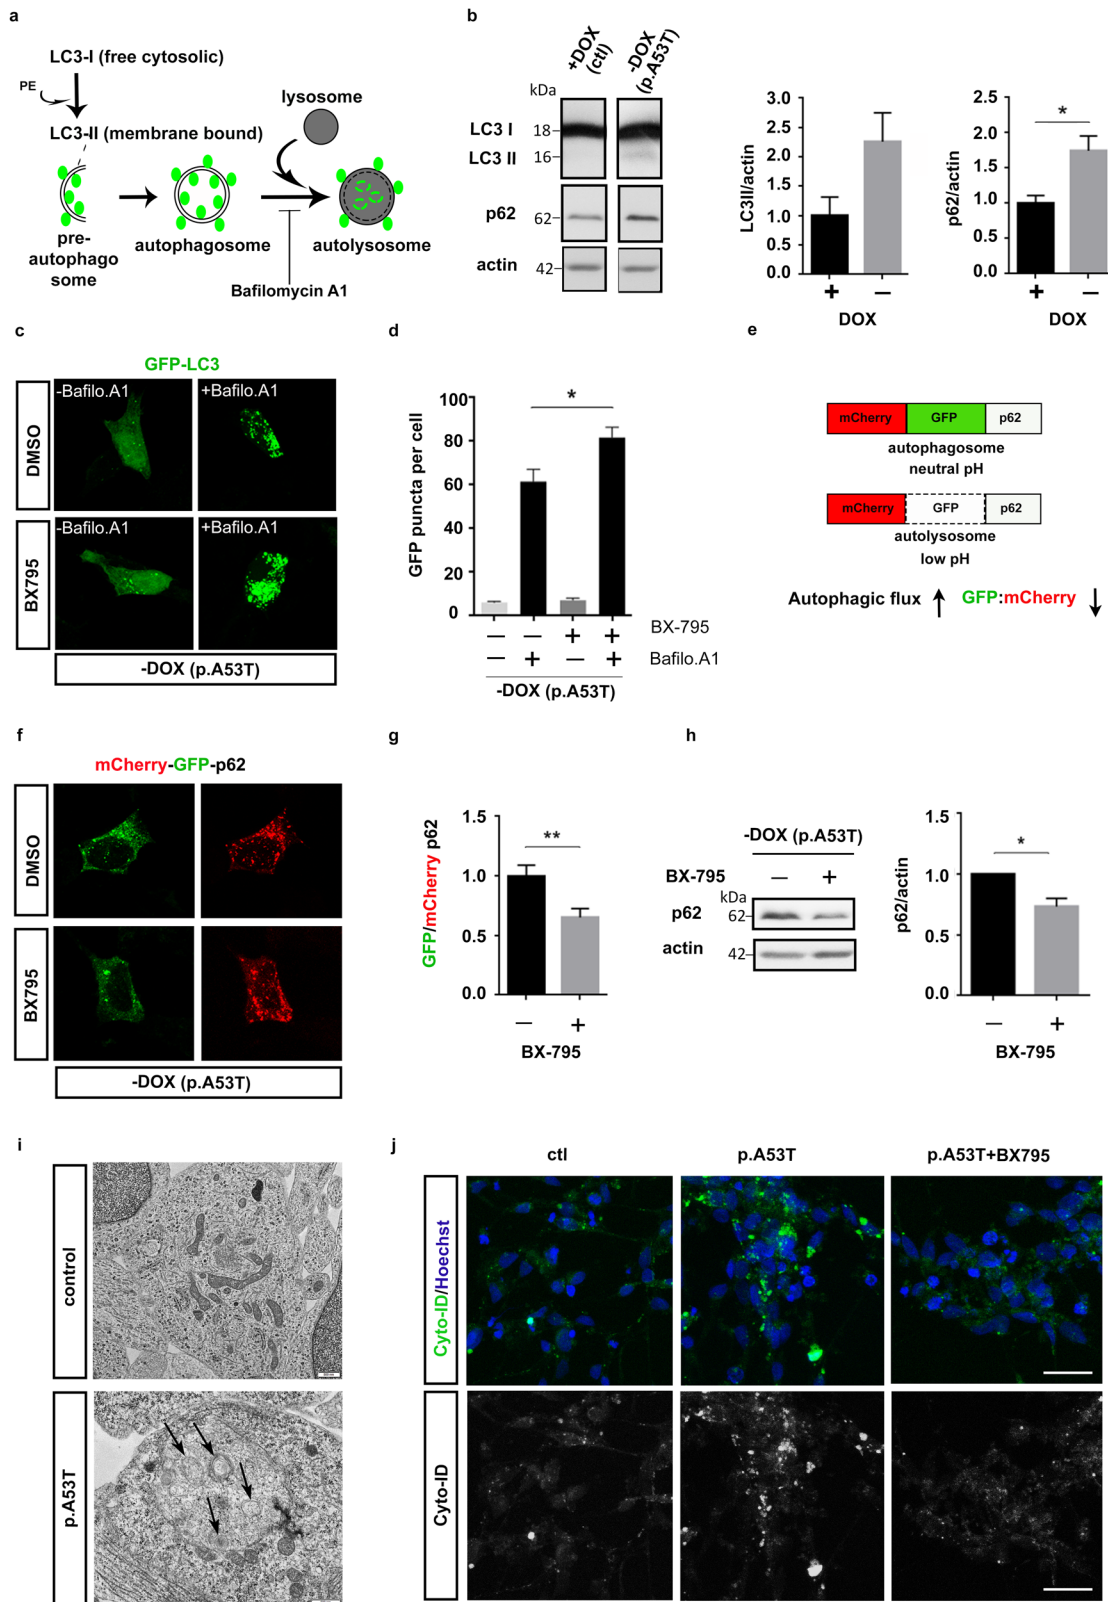 a
LC3-I (free cytosolic)
PE
LC3-II (membrane bound)
lysosome
pre-
autophago
some
autophagosome
autolysosome
Bafilomycin A1
b
+DOX
(ctl)
-DOX
(p.A53T)
kDa
LC3 I
18
LC3 II
16
p62
62
actin
42
LC3II/actin
3.0
2.5
2.0
1.5
1.0
0.5
0.0
+ –
DOX
p62/actin
2.5
2.0
1.5
1.0
0.5
0.0
*
+ –
DOX
c
GFP-LC3
DMSO
-Bafilo.A1
+Bafilo.A1
BX795
-Bafilo.A1
+Bafilo.A1
-DOX (p.A53T)
d
GFP puncta per cell
100
80
60
40
20
0
*
– – + + BX-795
– + – + Bafilo.A1
-DOX (p.A53T)
e
mCherry GFP p62
autophagosome
neutral pH
mCherry GFP p62
autolysosome
low pH
Autophagic flux ↑ GFP:mCherry ↓
f
mCherry-GFP-p62
DMSO
BX795
-DOX (p.A53T)
g
GFP/mCherry p62
1.5
1.0
0.5
0.0
**
– +
BX-795
h
-DOX (p.A53T)
BX-795 – +
kDa
p62
62
actin
42
p62/actin
1.5
1.0
0.5
0.0
*
– +
BX-795
i
control
p.A53T
j
ctl
p.A53T
p.A53T+BX795
Cyto-ID/Hoechst
Cyto-ID